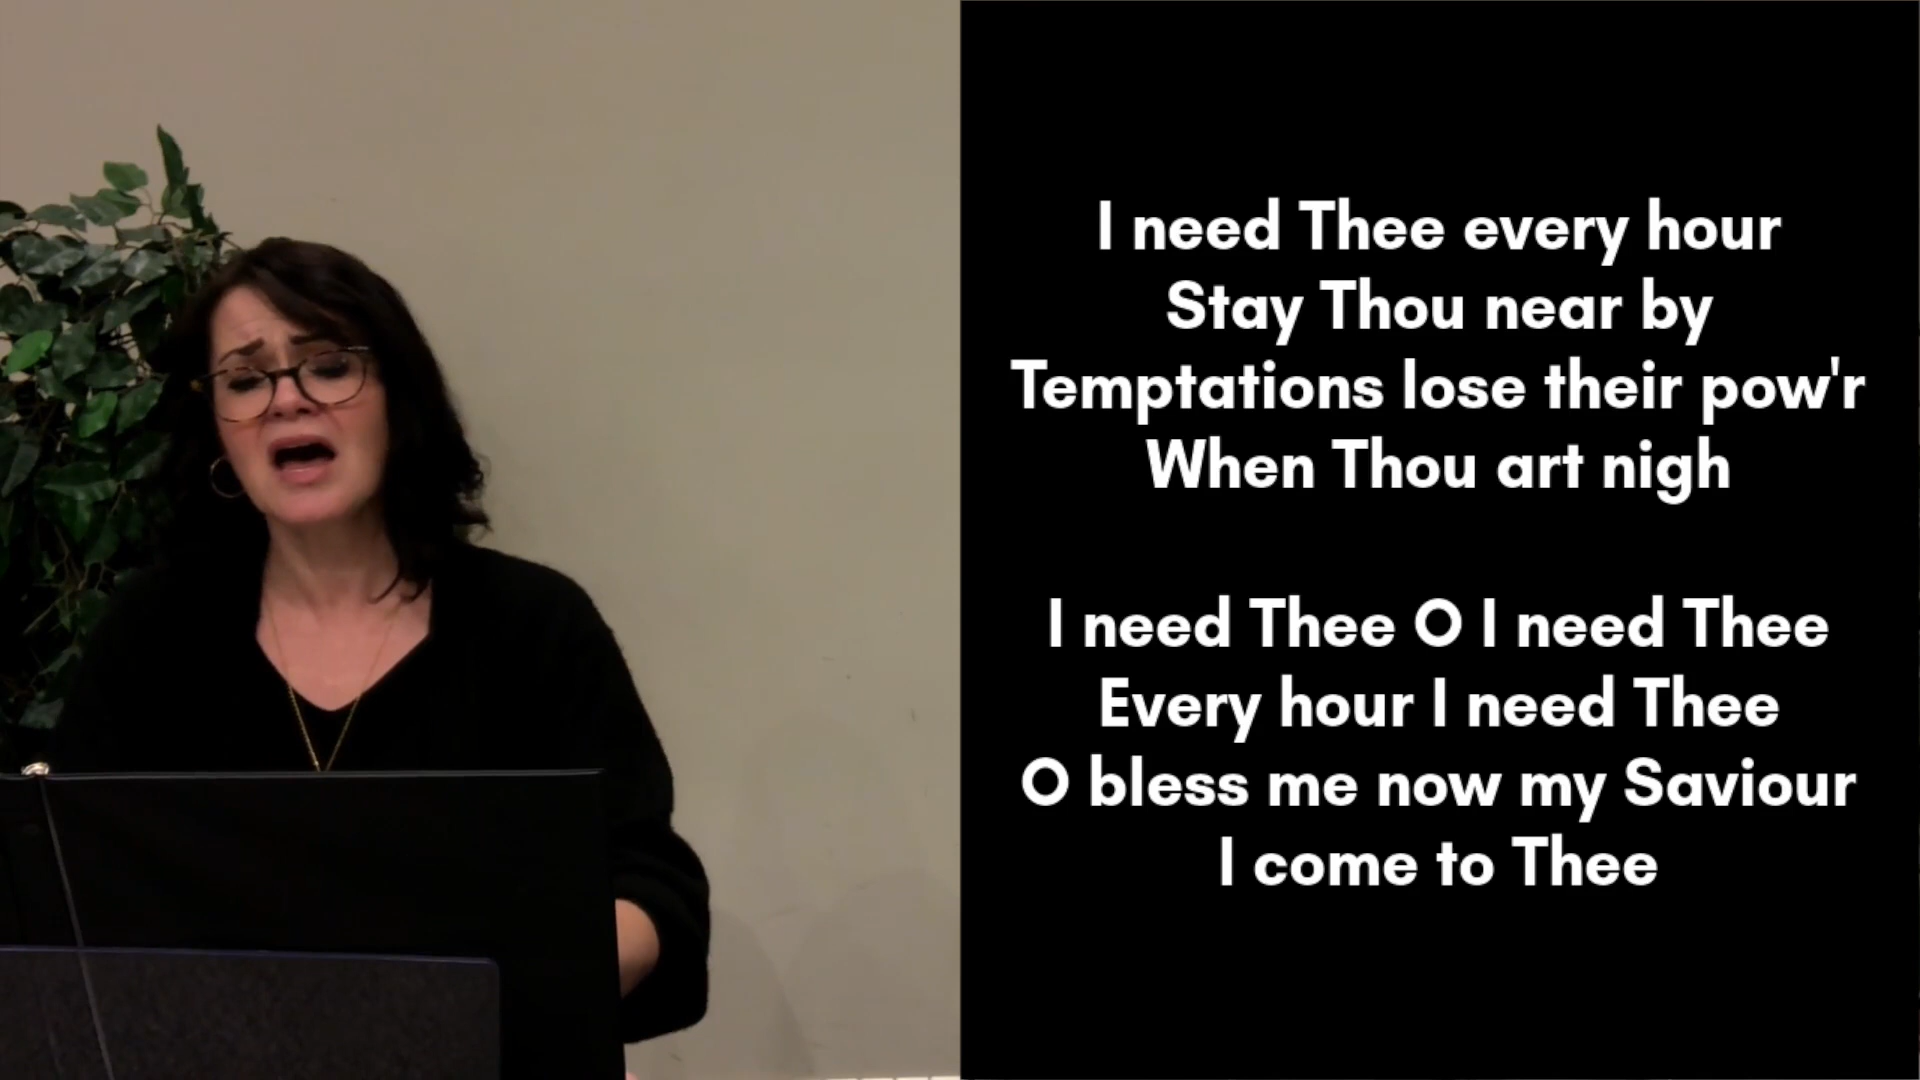 I need Thee every hour
Stay Thou near by
Temptations lose their pow'r
When Thou art nigh
I need Thee O I need Thee
Every hour I need Thee
O bless me now my Saviour
I come to Thee